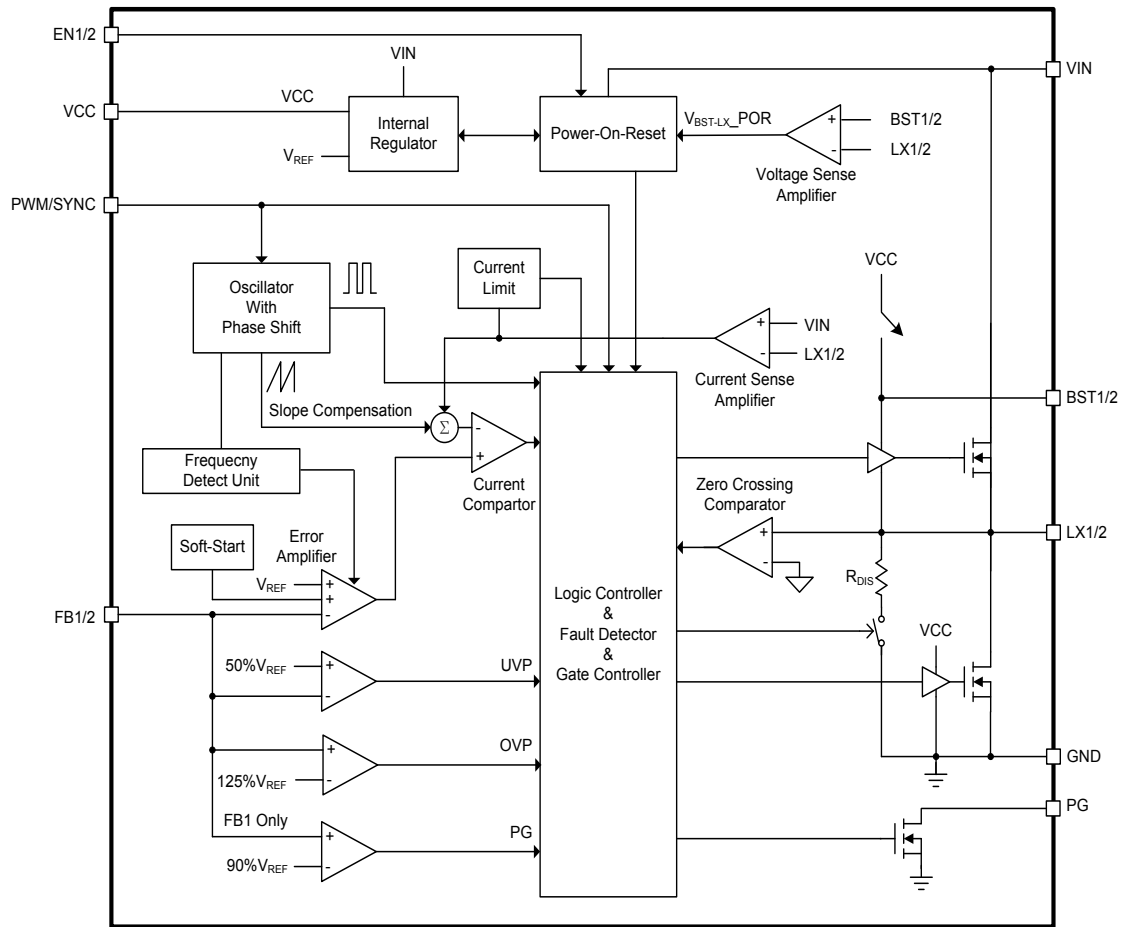 EN1/2
VIN
VIN
VCC
VCC
Internal
Regulator
VREF
Power-On-Reset
VBST-LX_POR
+
-
BST1/2
LX1/2
Voltage Sense
Amplifier
PWM/SYNC
Oscillator
With
Phase Shift
Current
Limit
VCC
+
-
VIN
LX1/2
Current Sense
Amplifier
Slope Compensation
Σ
-
+
Current
Compartor
BST1/2
Frequecny
Detect Unit
Zero Crossing
Comparator
+
-
LX1/2
Soft-Start
Error
Amplifier
VREF
+
+
-
RDIS
FB1/2
Logic Controller
&
Fault Detector
&
Gate Controller
VCC
50%VREF
+
-
UVP
OVP
+
-
125%VREF
GND
FB1 Only
+
-
90%VREF
PG
PG